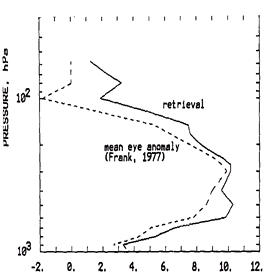 PRESSURE, hPa
10²
retrieval
mean eye anomaly
(Frank, 1977)
10³
-2. 0. 2. 4. 6. 8. 10. 12.